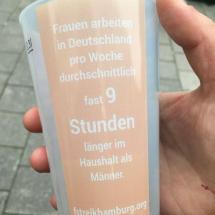 Frauen arbeiten
in Deutschland
pro Woche
durchschnittlich
fast 9
Stunden
länger im
Haushalt als
Männer.
fstreikhamburg.org